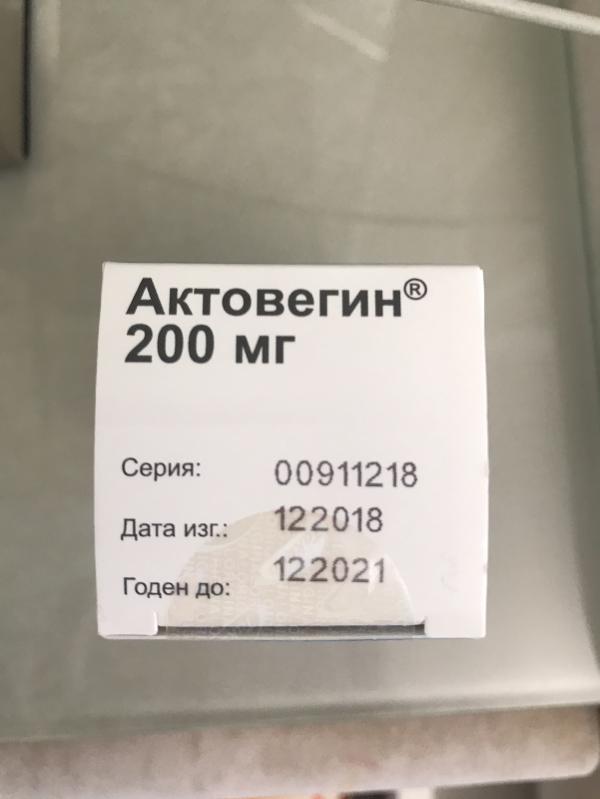 Актовегин®
200 мг
Серия: 00911218
Дата изг.: 122018
Годен до: 122021